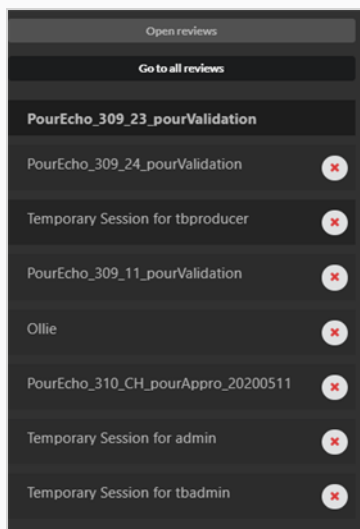 Open reviews
Go to all reviews
PourEcho_309_23_pourValidation
PourEcho_309_24_pourValidation
Temporary Session for tbproducer
PourEcho_309_11_pourValidation
Ollie
PourEcho_310_CH_pourAppro_20200511
Temporary Session for admin
Temporary Session for tbadmin